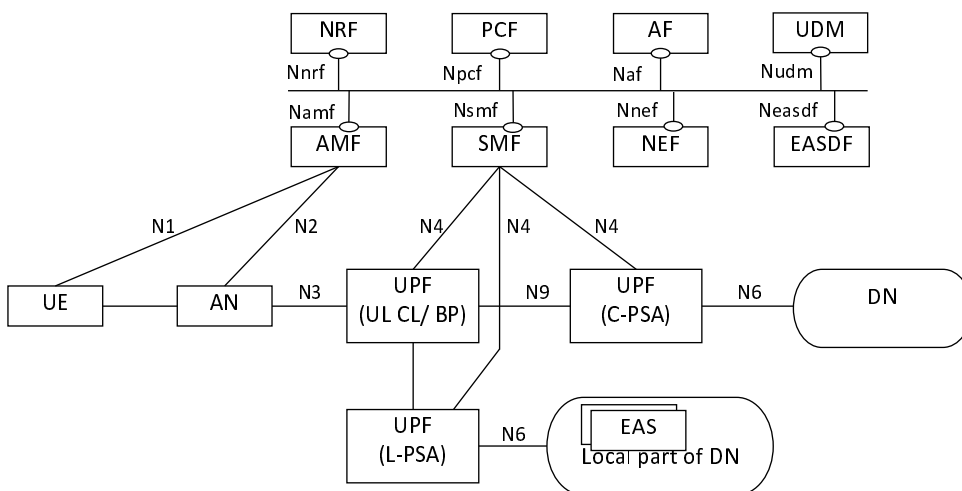 NRF
PCF
AF
UDM
Nnrf
Npcf
Naf
Nudm
Namf
Nsmf
Nnef
Neasdf
AMF
SMF
NEF
EASDF
N1
N2
N4
N4
N4
UE
AN
N3
UPF
(UL CL/ BP)
N9
UPF
(C-PSA)
N6
DN
UPF
(L-PSA)
N6
EAS
Local part of DN